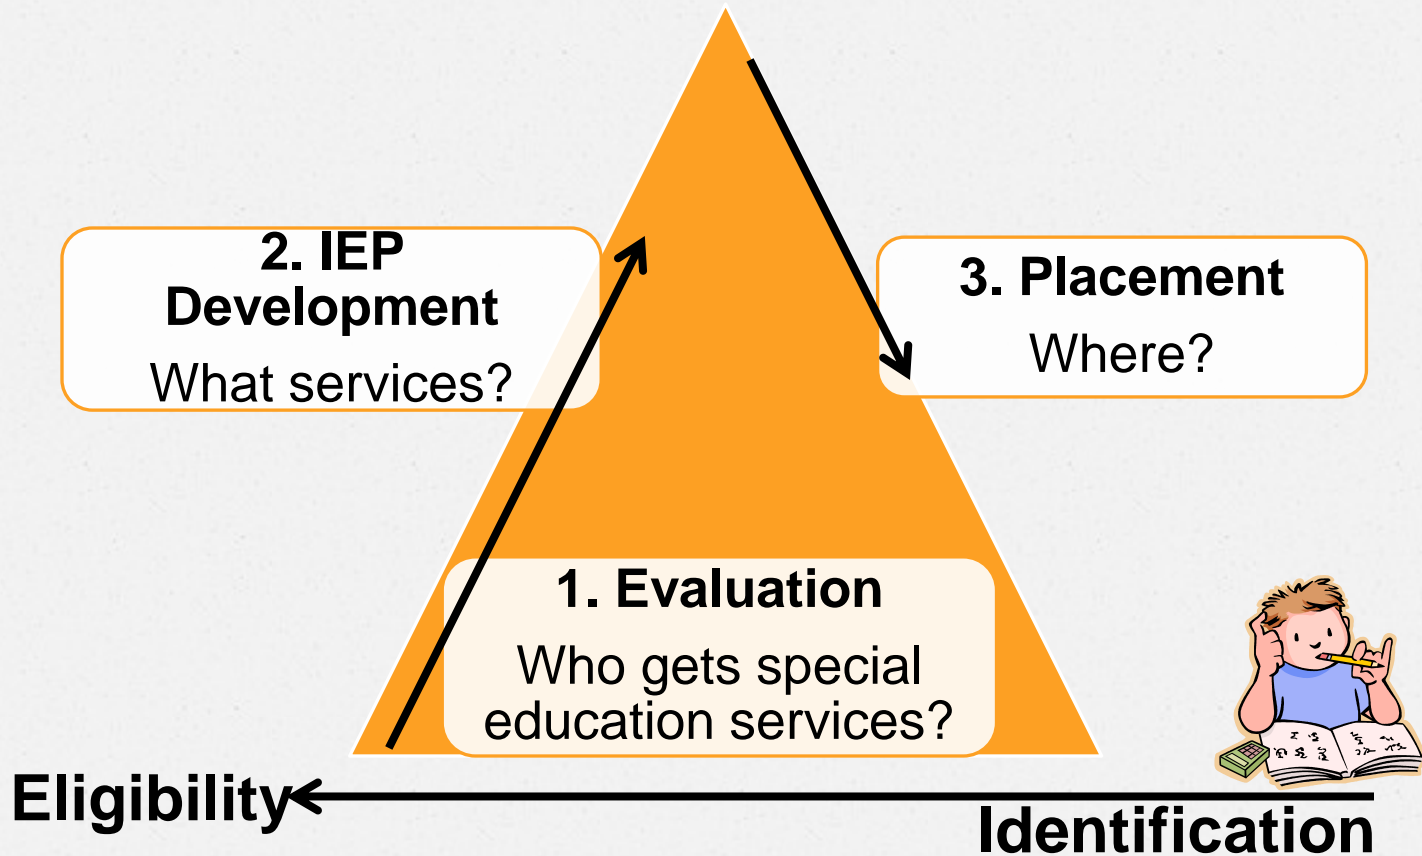 2. IEP
Development
What services?
3. Placement
Where?
1. Evaluation
Who gets special
education services?
Eligibility
Identification